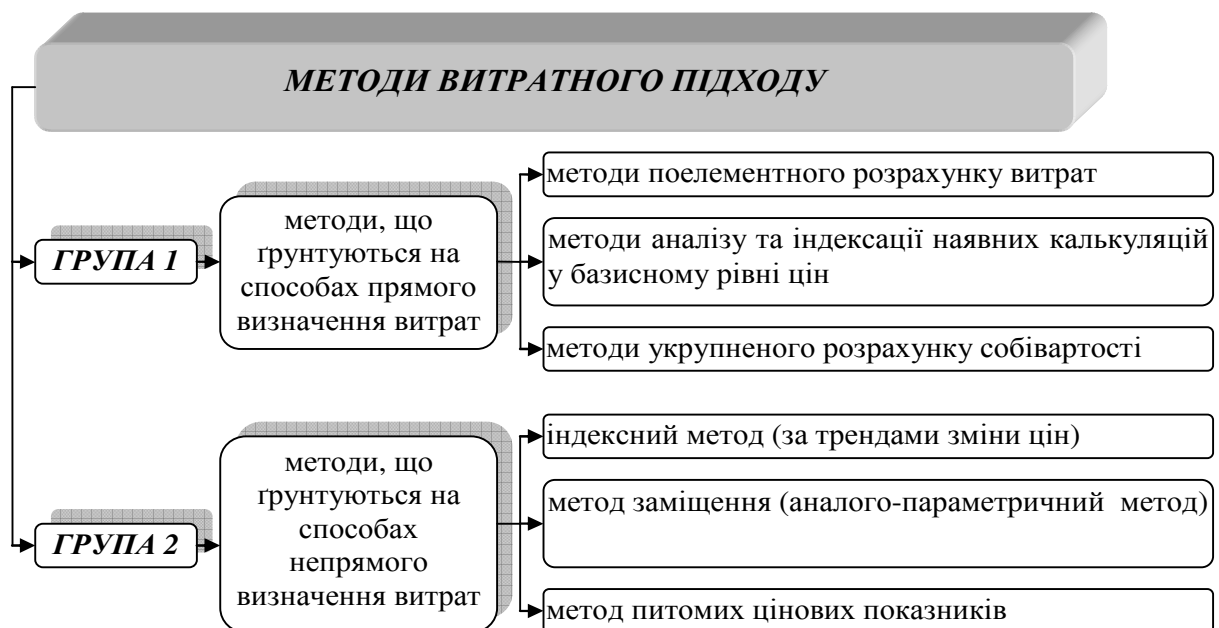 МЕТОДИ ВИТРАТНОГО ПІДХОДУ
ГРУПА 1
методи, що
ґрунтуються на
способах прямого
визначення витрат
методи поелементного розрахунку витрат
методи аналізу та індексації наявних калькуляцій
у базисному рівні цін
методи укрупненого розрахунку собівартості
ГРУПА 2
методи, що
ґрунтуються на
способах
непрямого
визначення витрат
індексний метод (за трендами зміни цін)
метод заміщення (аналого-параметричний метод)
метод питомих цінових показників